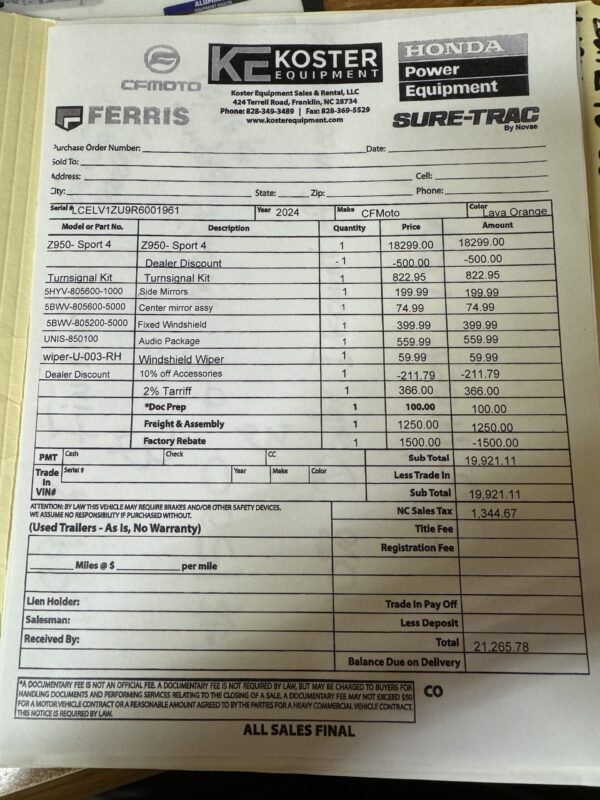 CFMOTO
KE KOSTER
EQUIPMENT
Koster Equipment Sales & Rental, LLC
424 Terrell Road, Franklin, NC 28734
Phone: 828-349-3489 | Fax: 828-369-5529
www.kosterequipment.com
HONDA
Power
Equipment
FERRIS
SURE-TRAC
By Novae
Purchase Order Number: Date:
Sold To:
Address: Cell:
City: State: Zip: Phone:
Serial # LCELV1ZU9R6001961 Year 2024 Make CFMoto Color Lava Orange
Model or Part No. Description Quantity Price Amount
Z950- Sport 4 Z950- Sport 4 1 18299.00 18299.00
Dealer Discount - 1 -500.00 -500.00
Turnsignal Kit Turnsignal Kit 1 822.95 822.95
5HYV-805600-1000 Side Mirrors 1 199.99 199.99
5BWV-805600-5000 Center mirror assy 1 74.99 74.99
5BWV-805200-5000 Fixed Windshield 1 399.99 399.99
UNIS-850100 Audio Package 1 559.99 559.99
wiper-U-003-RH Windshield Wiper 1 59.99 59.99
Dealer Discount 10% off Accessories 1 -211.79 -211.79
2% Tarriff 1 366.00 366.00
*Doc Prep 1 100.00 100.00
Freight & Assembly 1 1250.00 1250.00
Factory Rebate 1 1500.00 -1500.00
PMT Cash Check CC Sub Total 19,921.11
Trade In VIN# Serial # Year Make Color Less Trade In
Sub Total 19,921.11
ATTENTION: BY LAW THIS VEHICLE MAY REQUIRE BRAKES AND/OR OTHER SAFETY DEVICES.
WE ASSUME NO RESPONSIBILITY IF PURCHASED WITHOUT.
NC Sales Tax 1,344.67
(Used Trailers - As Is, No Warranty)
Title Fee
Registration Fee
Miles @ $ per mile
Lien Holder: Trade In Pay Off
Salesman: Less Deposit
Received By: Total 21,265.78
Balance Due on Delivery
*A DOCUMENTARY FEE IS NOT AN OFFICIAL FEE. A DOCUMENTARY FEE IS NOT REQUIRED BY LAW, BUT MAY BE CHARGED TO BUYERS FOR
HANDLING DOCUMENTS AND PERFORMING SERVICES RELATING TO THE CLOSING OF A SALE. A DOCUMENTARY FEE MAY NOT EXCEED $50
FOR A MOTOR VEHICLE CONTRACT OR A REASONABLE AMOUNT AGREED TO BY THE PARTIES FOR A HEAVY COMMERCIAL VEHICLE CONTRACT.
THIS NOTICE IS REQUIRED BY LAW.
CO
ALL SALES FINAL